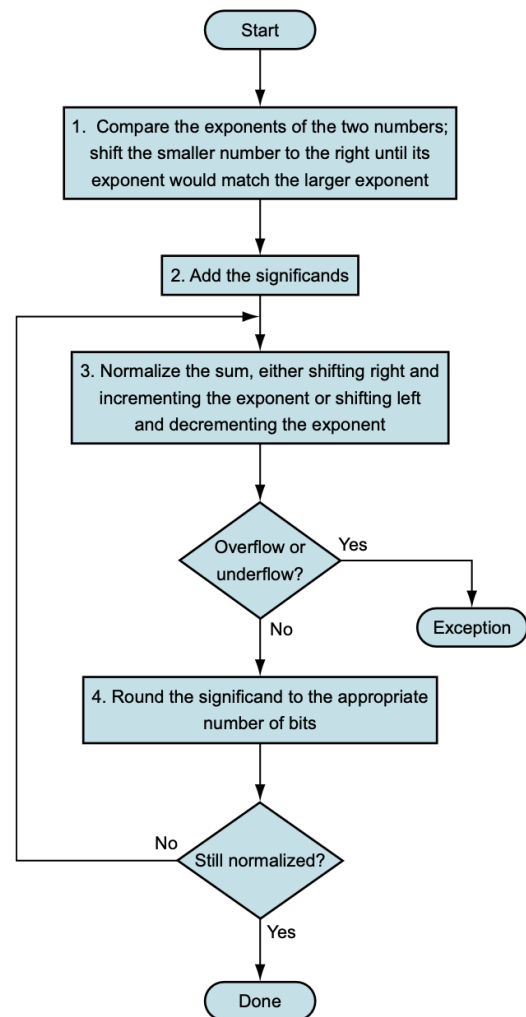 Start
1. Compare the exponents of the two numbers;
shift the smaller number to the right until its
exponent would match the larger exponent
2. Add the significands
3. Normalize the sum, either shifting right and
incrementing the exponent or shifting left
and decrementing the exponent
Overflow or
underflow?
Yes
No
Exception
4. Round the significand to the appropriate
number of bits
No
Still normalized?
Yes
Done